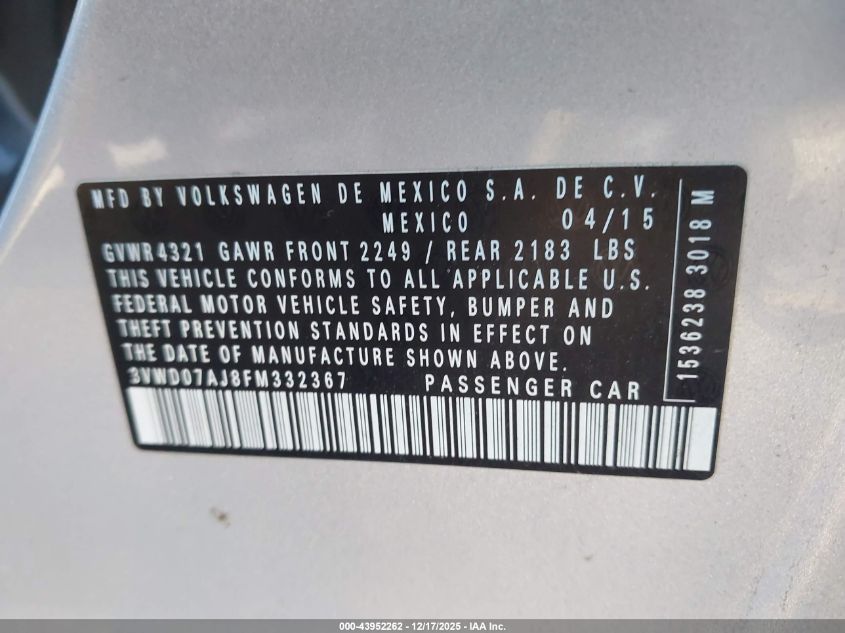 MFD BY VOLKSWAGEN DE MEXICO S.A. DE C.V.
MEXICO 04/15
GVWR4321 GAWR FRONT 2249 / REAR 2183 LBS
THIS VEHICLE CONFORMS TO ALL APPLICABLE U.S.
FEDERAL MOTOR VEHICLE SAFETY, BUMPER AND
THEFT PREVENTION STANDARDS IN EFFECT ON
THE DATE OF MANUFACTURE SHOWN ABOVE.
3VWD07AJ8FM332367 PASSENGER CAR
1536238 3018 M
000-43952262 - 12/17/2025 - IAA Inc.